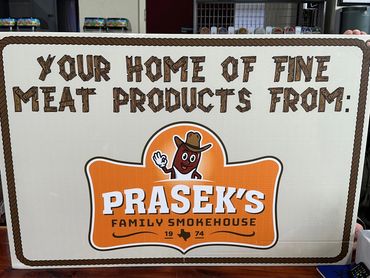 YOUR HOME OF FINE
MEAT PRODUCTS FROM:
PRASEK'S
FAMILY SMOKEHOUSE
19 74